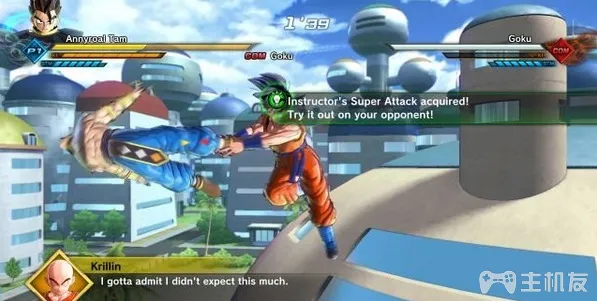 1'39
Annyroal Tam
P1
COM Goku
Goku
COM
Instructor's Super Attack acquired!
Try it out on your opponent!
Krillin
I gotta admit I didn't expect this much.
主机友